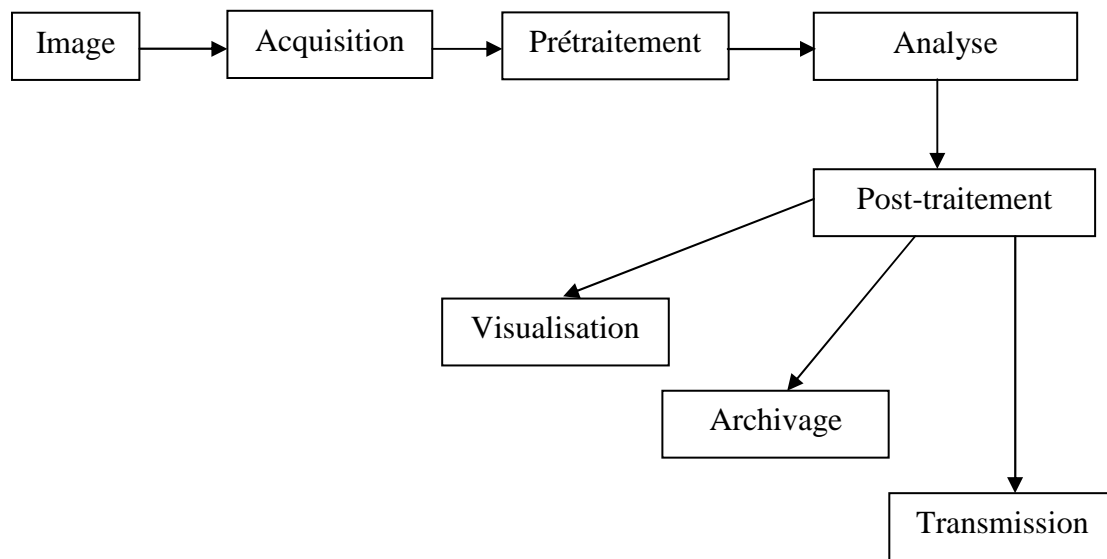 Image
Acquisition
Prétraitement
Analyse
Post-traitement
Visualisation
Archivage
Transmission